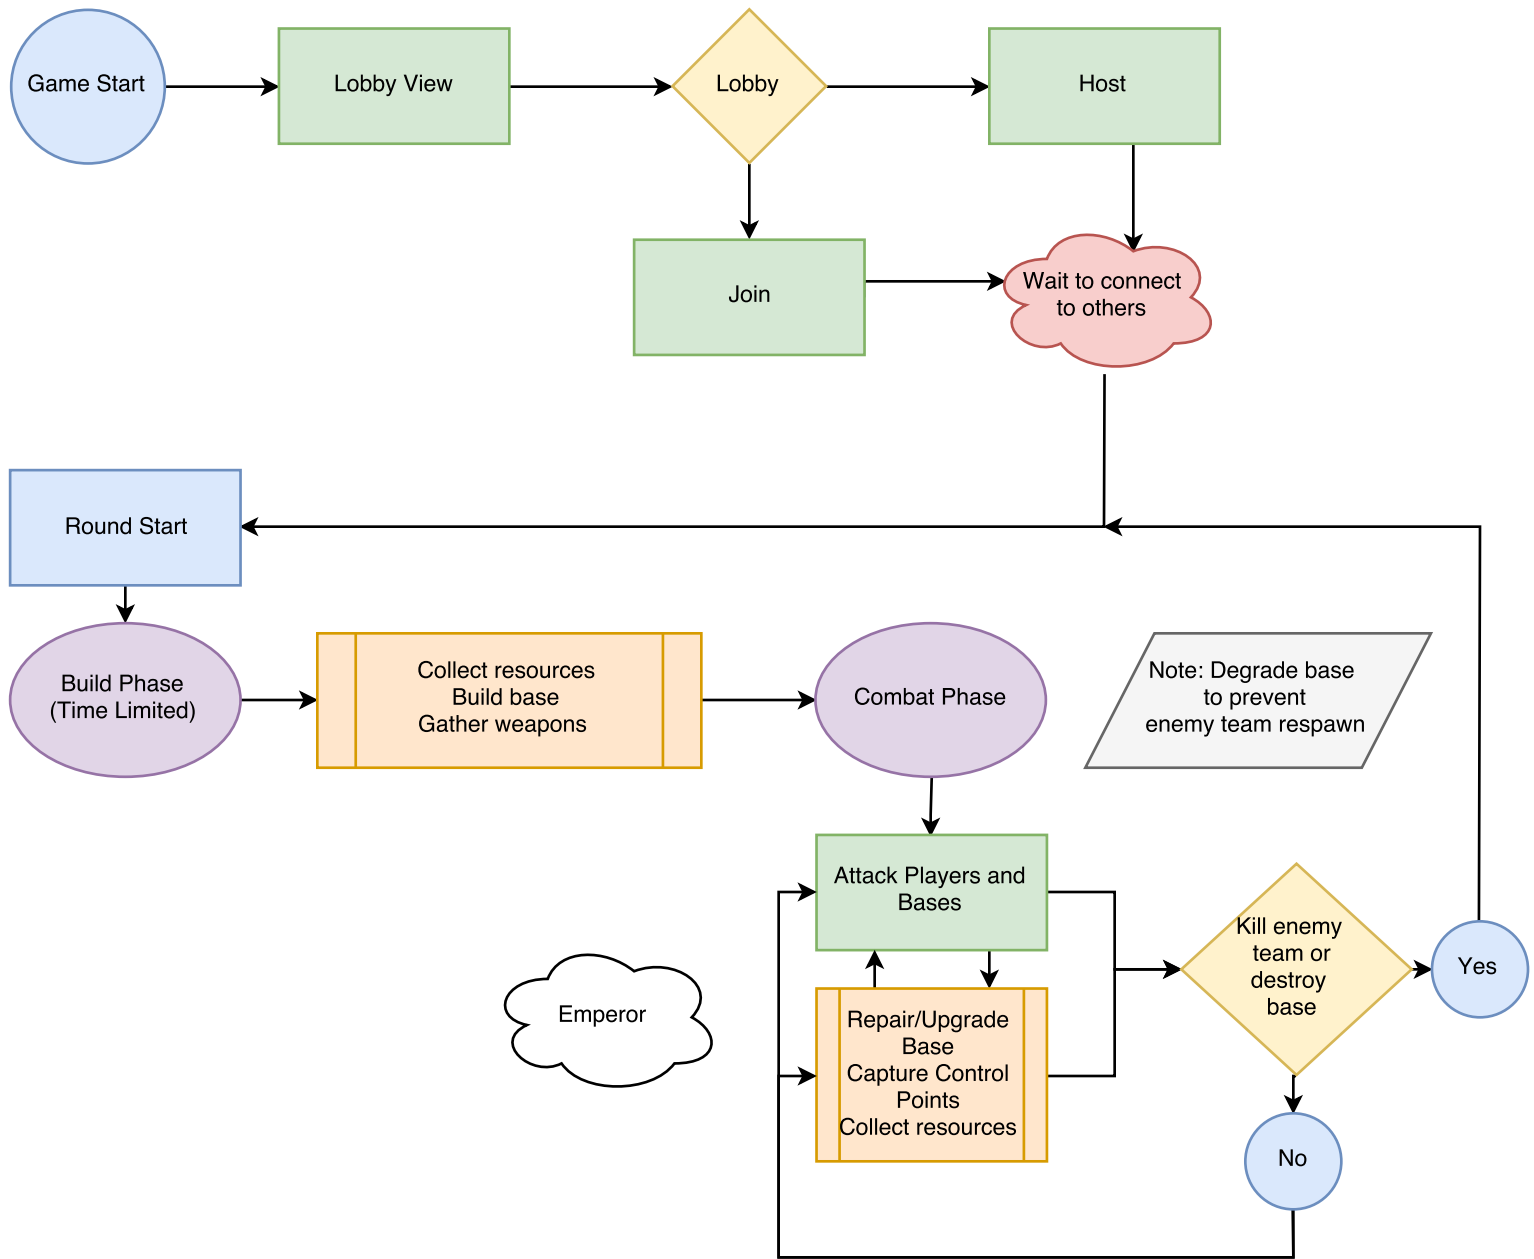 Game Start
Lobby View
Lobby
Host
Join
Wait to connect
to others
Round Start
Build Phase
(Time Limited)
Collect resources
Build base
Gather weapons
Combat Phase
Note: Degrade base
to prevent
enemy team respawn
Attack Players and
Bases
Kill enemy
team or
destroy
base
Yes
Emperor
Repair/Upgrade
Base
Capture Control
Points
Collect resources
No